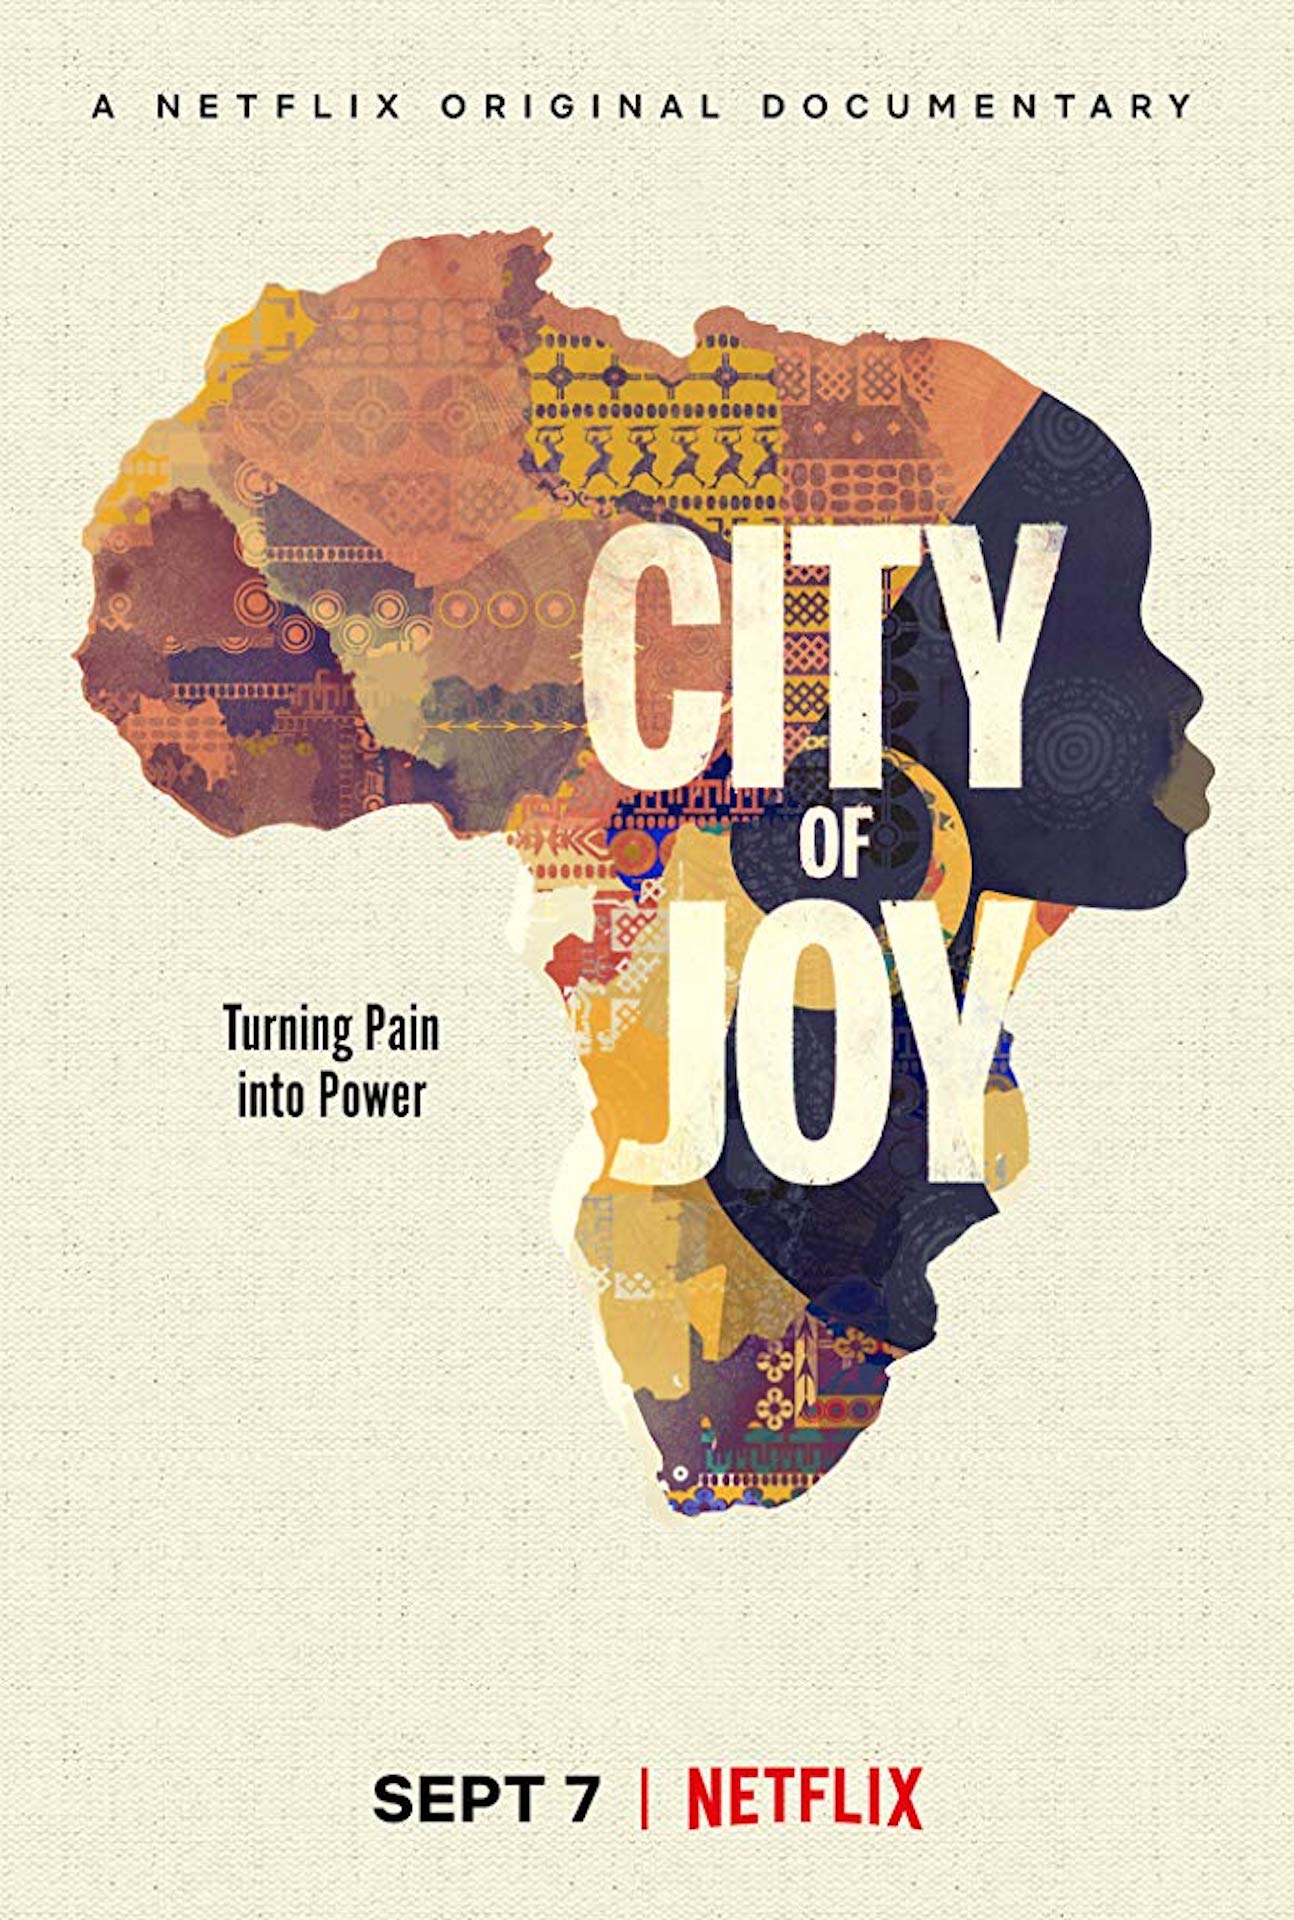 A NETFLIX ORIGINAL DOCUMENTARY
CITY
OF
JOY
Turning Pain
into Power
SEPT 7 | NETFLIX